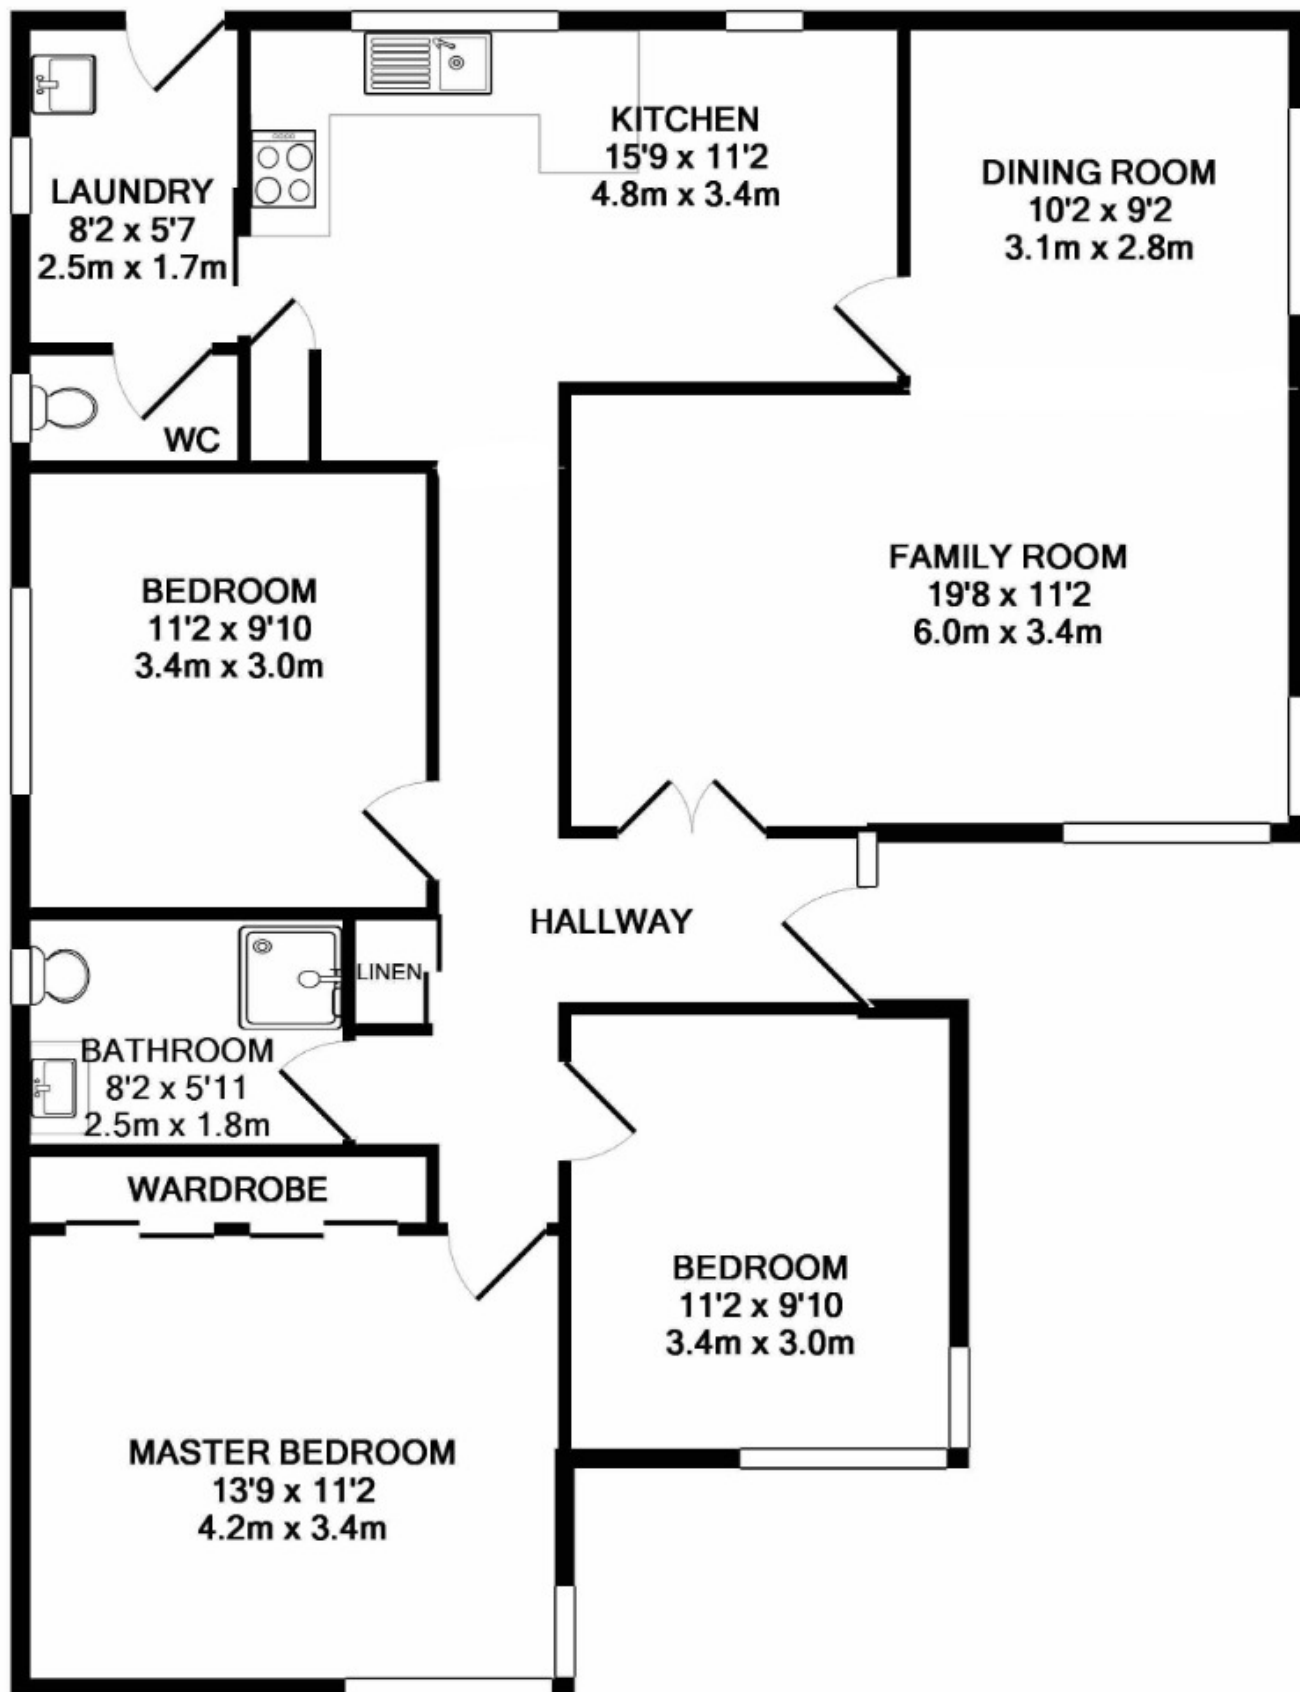 KITCHEN
15'9 x 11'2
4.8m x 3.4m
DINING ROOM
10'2 x 9'2
3.1m x 2.8m
LAUNDRY
8'2 x 5'7
2.5m x 1.7m
WC
FAMILY ROOM
19'8 x 11'2
6.0m x 3.4m
BEDROOM
11'2 x 9'10
3.4m x 3.0m
HALLWAY
LINEN
BATHROOM
8'2 x 5'11
2.5m x 1.8m
WARDROBE
BEDROOM
11'2 x 9'10
3.4m x 3.0m
MASTER BEDROOM
13'9 x 11'2
4.2m x 3.4m